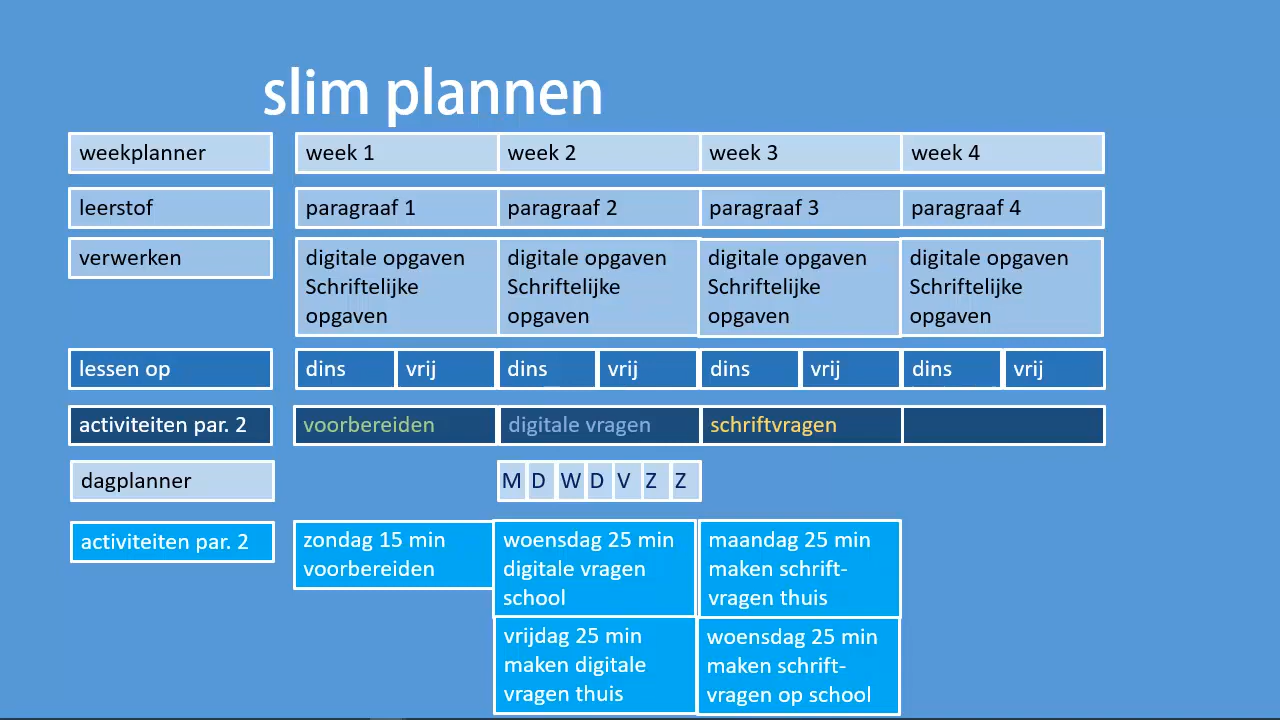 slim plannen
weekplanner week 1 week 2 week 3 week 4
leerstof paragraaf 1 paragraaf 2 paragraaf 3 paragraaf 4
verwerken digitale opgaven digitale opgaven digitale opgaven digitale opgaven
Schriftelijke Schriftelijke Schriftelijke Schriftelijke
opgaven opgaven opgaven opgaven
lessen op dins vrij dins vrij dins vrij dins vrij
activiteiten par. 2 voorbereiden digitale vragen schriftvragen
dagplanner M D W D V Z Z
activiteiten par. 2 zondag 15 min woensdag 25 min maandag 25 min
voorbereiden digitale vragen maken schrift-
school vragen thuis
vrijdag 25 min woensdag 25 min
maken digitale maken schrift-
vragen thuis vragen op school